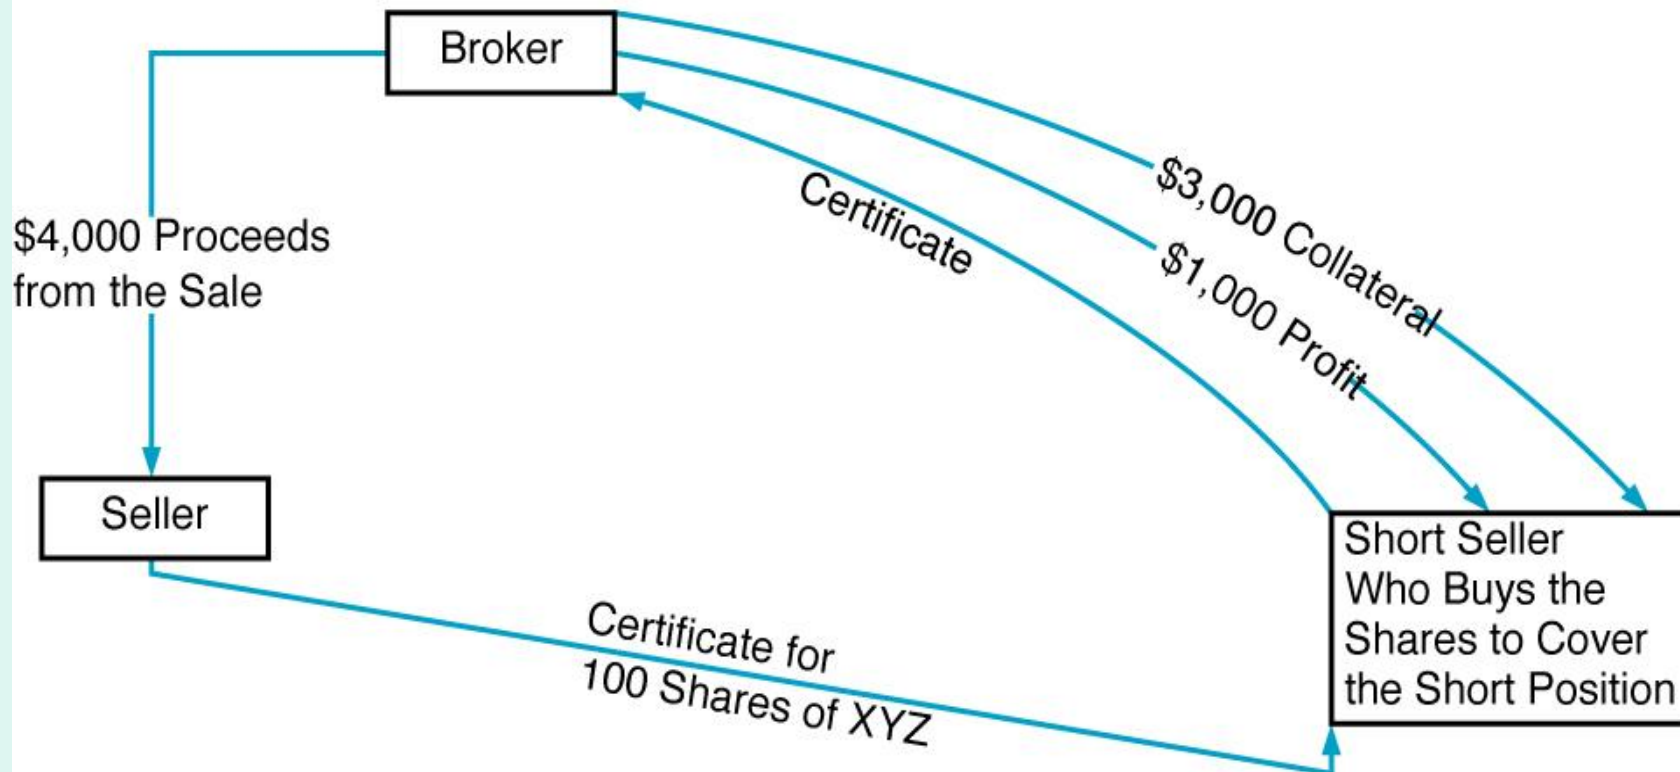 Broker
$3,000 Collateral
$1,000 Profit
Certificate
$4,000 Proceeds
from the Sale
Seller
Short Seller
Who Buys the
Shares to Cover
the Short Position
Certificate for
100 Shares of XYZ